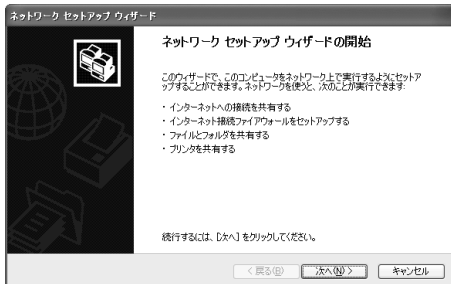 ネットワーク セットアップ ウィザード
ネットワーク セットアップ ウィザードの開始
このウィザードで、このコンピュータをネットワーク上で実行するようにセットア
ップすることができます。ネットワークを使うと、次のことが実行できます:
・ インターネットへの接続を共有する
・ インターネット接続ファイアウォールをセットアップする
・ ファイルとフォルダを共有する
・ プリンタを共有する
続行するには、[次へ] をクリックしてください。
< 戻る(B)
次へ(N) >
キャンセル